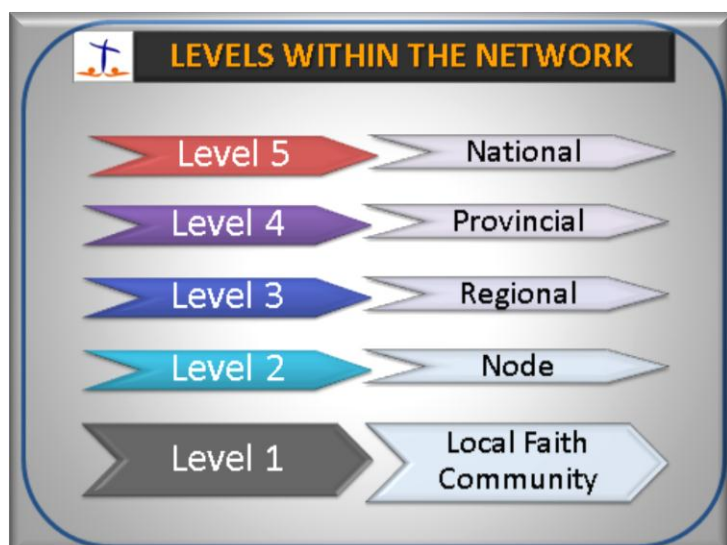 LEVELS WITHIN THE NETWORK
Level 5
National
Level 4
Provincial
Level 3
Regional
Level 2
Node
Level 1
Local Faith
Community